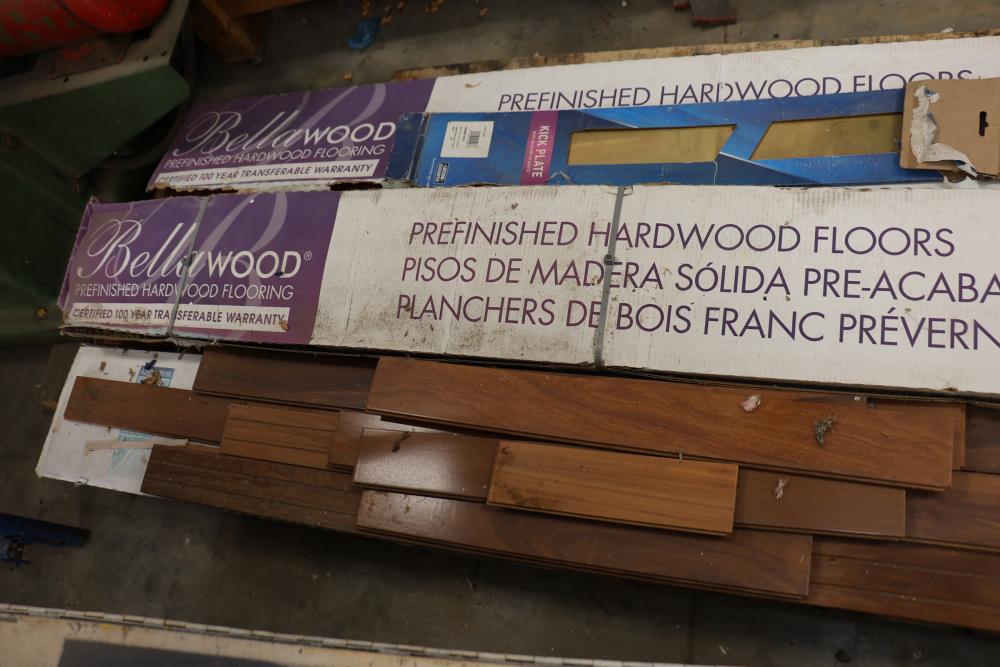 BellaWOOD
PREFINISHED HARDWOOD FLOORING
CERTIFIED 100 YEAR TRANSFERABLE WARRANTY
PREFINISHED HARDWOOD FLOORS
KICK PLATE
BellaWOOD®
PREFINISHED HARDWOOD FLOORING
CERTIFIED 100 YEAR TRANSFERABLE WARRANTY
PREFINISHED HARDWOOD FLOORS
PISOS DE MADERA SÓLIDA PRE-ACABA
PLANCHERS DE BOIS FRANC PRÉVERN